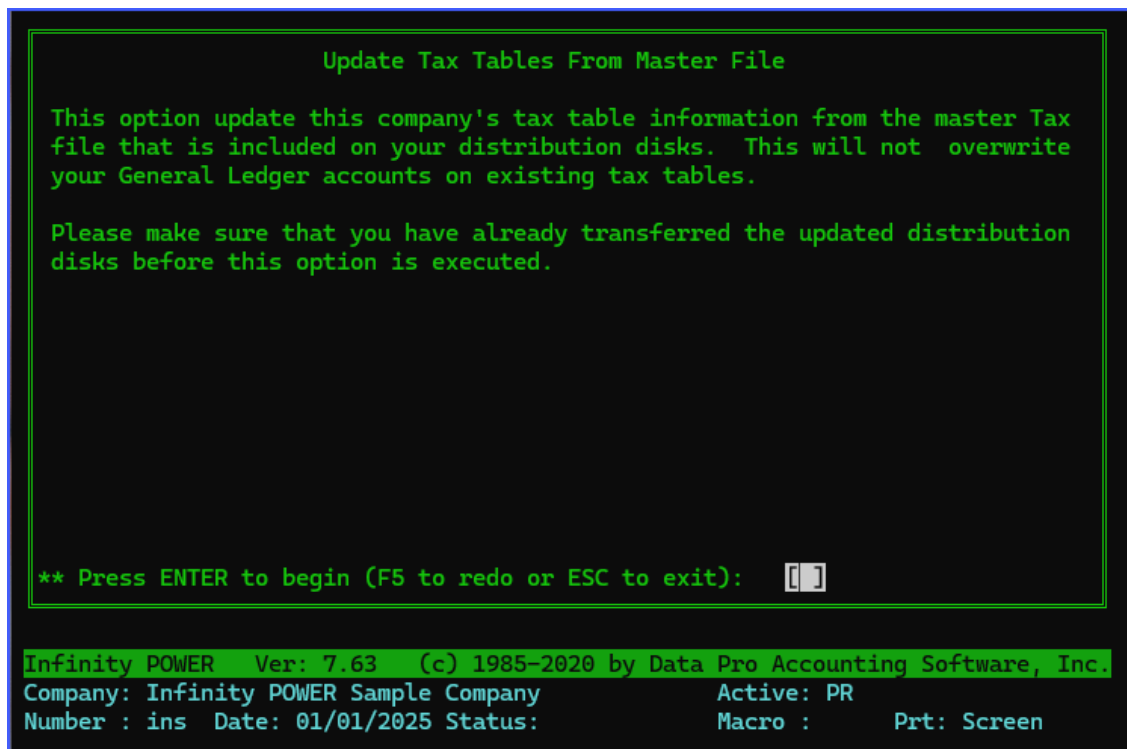 Update Tax Tables From Master File
This option update this company's tax table information from the master Tax
file that is included on your distribution disks.  This will not  overwrite
your General Ledger accounts on existing tax tables.
Please make sure that you have already transferred the updated distribution
disks before this option is executed.
** Press ENTER to begin (F5 to redo or ESC to exit):   [ ]
Infinity POWER   Ver: 7.63   (c) 1985-2020 by Data Pro Accounting Software, Inc.
Company: Infinity POWER Sample Company             Active: PR
Number : ins  Date: 01/01/2025 Status:             Macro :      Prt: Screen